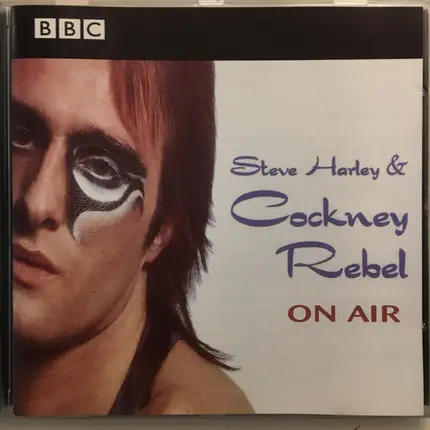 BBC
Steve Harley &
Cockney
Rebel
ON AIR